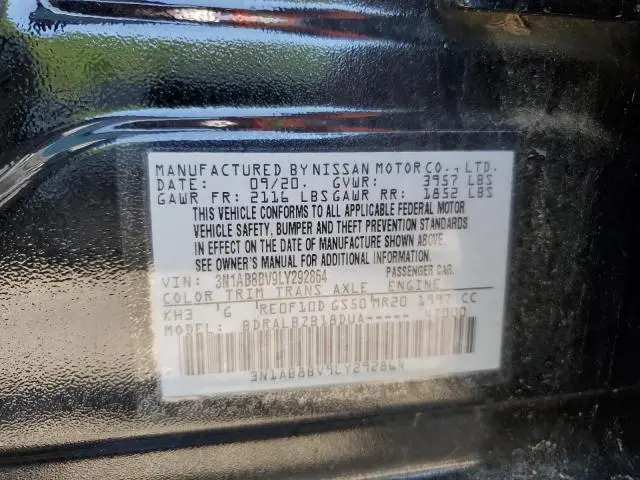 MANUFACTURED BY NISSAN MOTOR CO., LTD.
DATE: 09/20. GVWR: 3957 LBS
GAWR FR: 2116 LBS GAWR RR: 1852 LBS
THIS VEHICLE CONFORMS TO ALL APPLICABLE FEDERAL MOTOR
VEHICLE SAFETY, BUMPER AND THEFT PREVENTION STANDARDS
IN EFFECT ON THE DATE OF MANUFACTURE SHOWN ABOVE.
SEE OWNER'S MANUAL FOR ADDITIONAL INFORMATION.
VIN: 3N1AB8BV9LY292864 PASSENGER CAR.
COLOR TRIM TRANS AXLE ENGINE
KH3 G RE0F10D GS50 MR20 1997 CC
MODEL: BDRALBZB18DUA-----
3N1AB8BV9LY292864